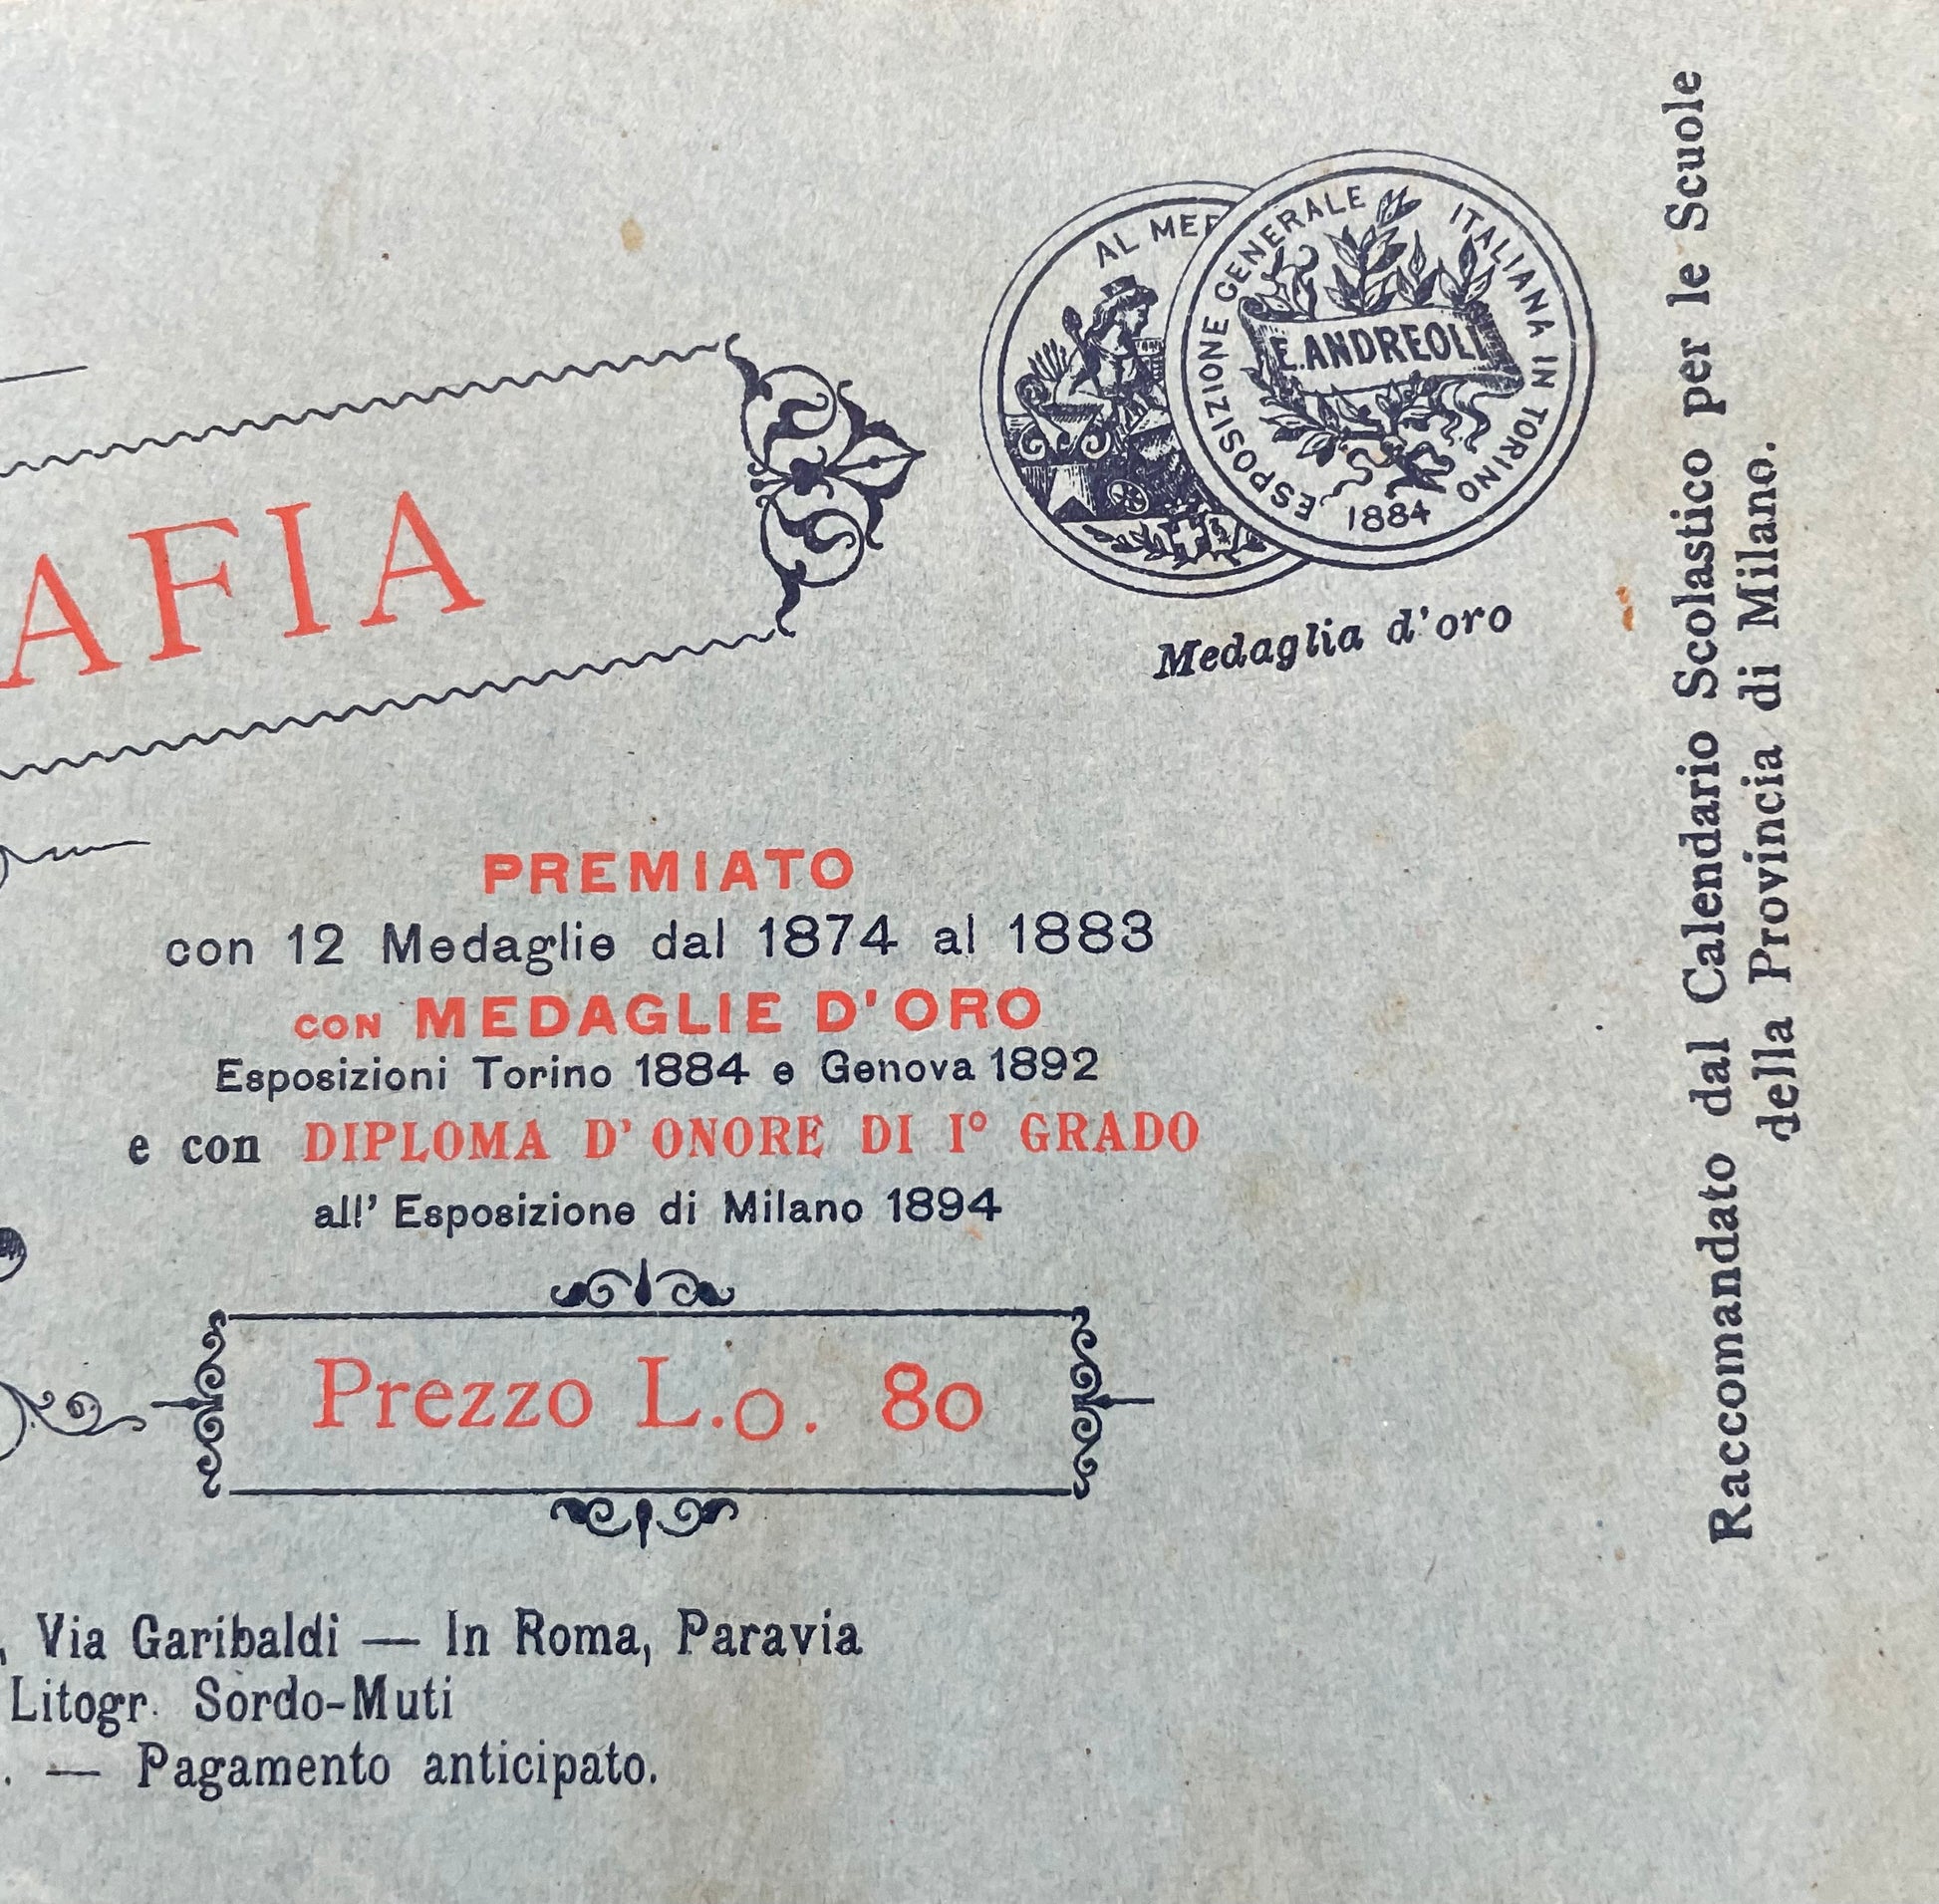 AL MER
ESPOSIZIONE GENERALE ITALIANA IN TORINO
E. ANDREOLI
1884
Medaglia d'oro
AFIA
PREMIATO
con 12 Medaglie dal 1874 al 1883
CON MEDAGLIE D'ORO
Esposizioni Torino 1884 e Genova 1892
e con DIPLOMA D'ONORE DI I° GRADO
all' Esposizione di Milano 1894
Prezzo L.o. 80
, Via Garibaldi — In Roma, Paravia
Litogr. Sordo-Muti
. — Pagamento anticipato.
Raccomandato dal Calendario Scolastico per le Scuole
della Provincia di Milano.